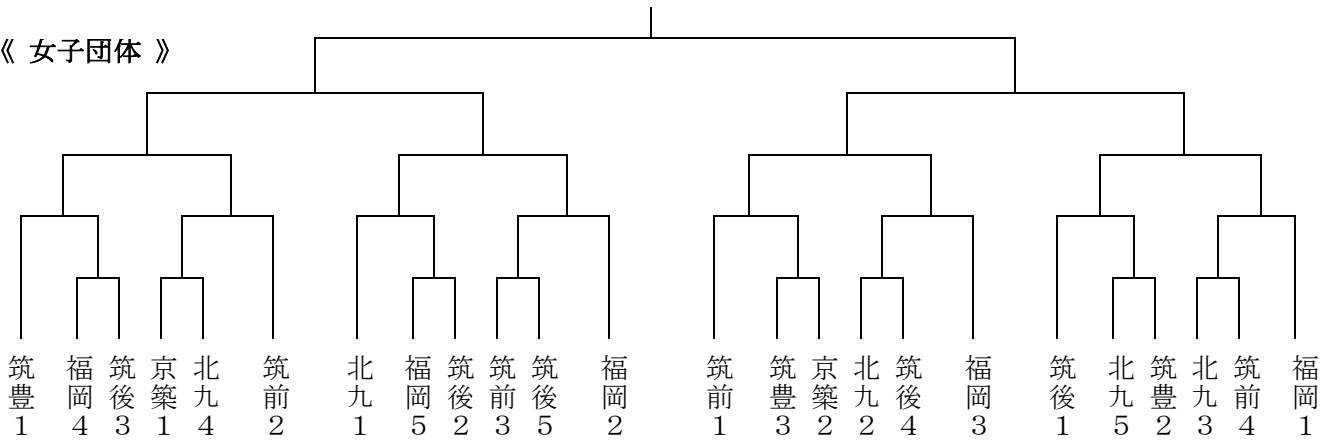 《 女子団体 》
筑豊1
福岡4
筑後3
京築1
北九4
筑前2
北九1
福岡5
筑後2
筑前3
筑後5
福岡2
筑前1
筑豊3
京築2
北九2
筑後4
福岡3
筑後1
北九5
筑豊2
北九3
筑前4
福岡1